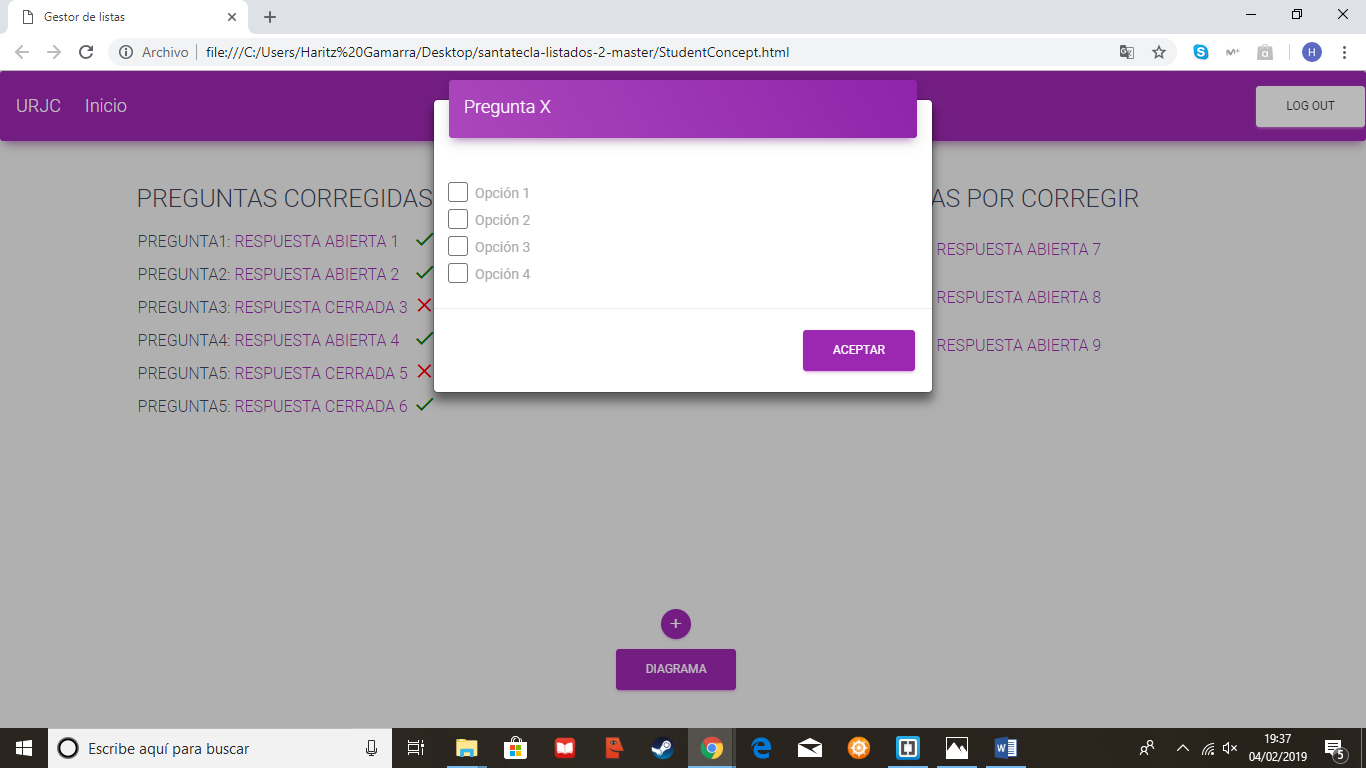 Gestor de listas
Archivo file:///C:/Users/Haritz%20Gamarra/Desktop/santatecla-listados-2-master/StudentConcept.html
H
URJC Inicio
LOG OUT
Pregunta X
Opción 1
Opción 2
Opción 3
Opción 4
ACEPTAR
PREGUNTAS CORREGIDAS
PREGUNTA1: RESPUESTA ABIERTA 1
PREGUNTA2: RESPUESTA ABIERTA 2
PREGUNTA3: RESPUESTA CERRADA 3
PREGUNTA4: RESPUESTA ABIERTA 4
PREGUNTA5: RESPUESTA CERRADA 5
PREGUNTA5: RESPUESTA CERRADA 6
AS POR CORREGIR
RESPUESTA ABIERTA 7
RESPUESTA ABIERTA 8
RESPUESTA ABIERTA 9
+
DIAGRAMA
Escribe aquí para buscar
19:37
04/02/2019
5